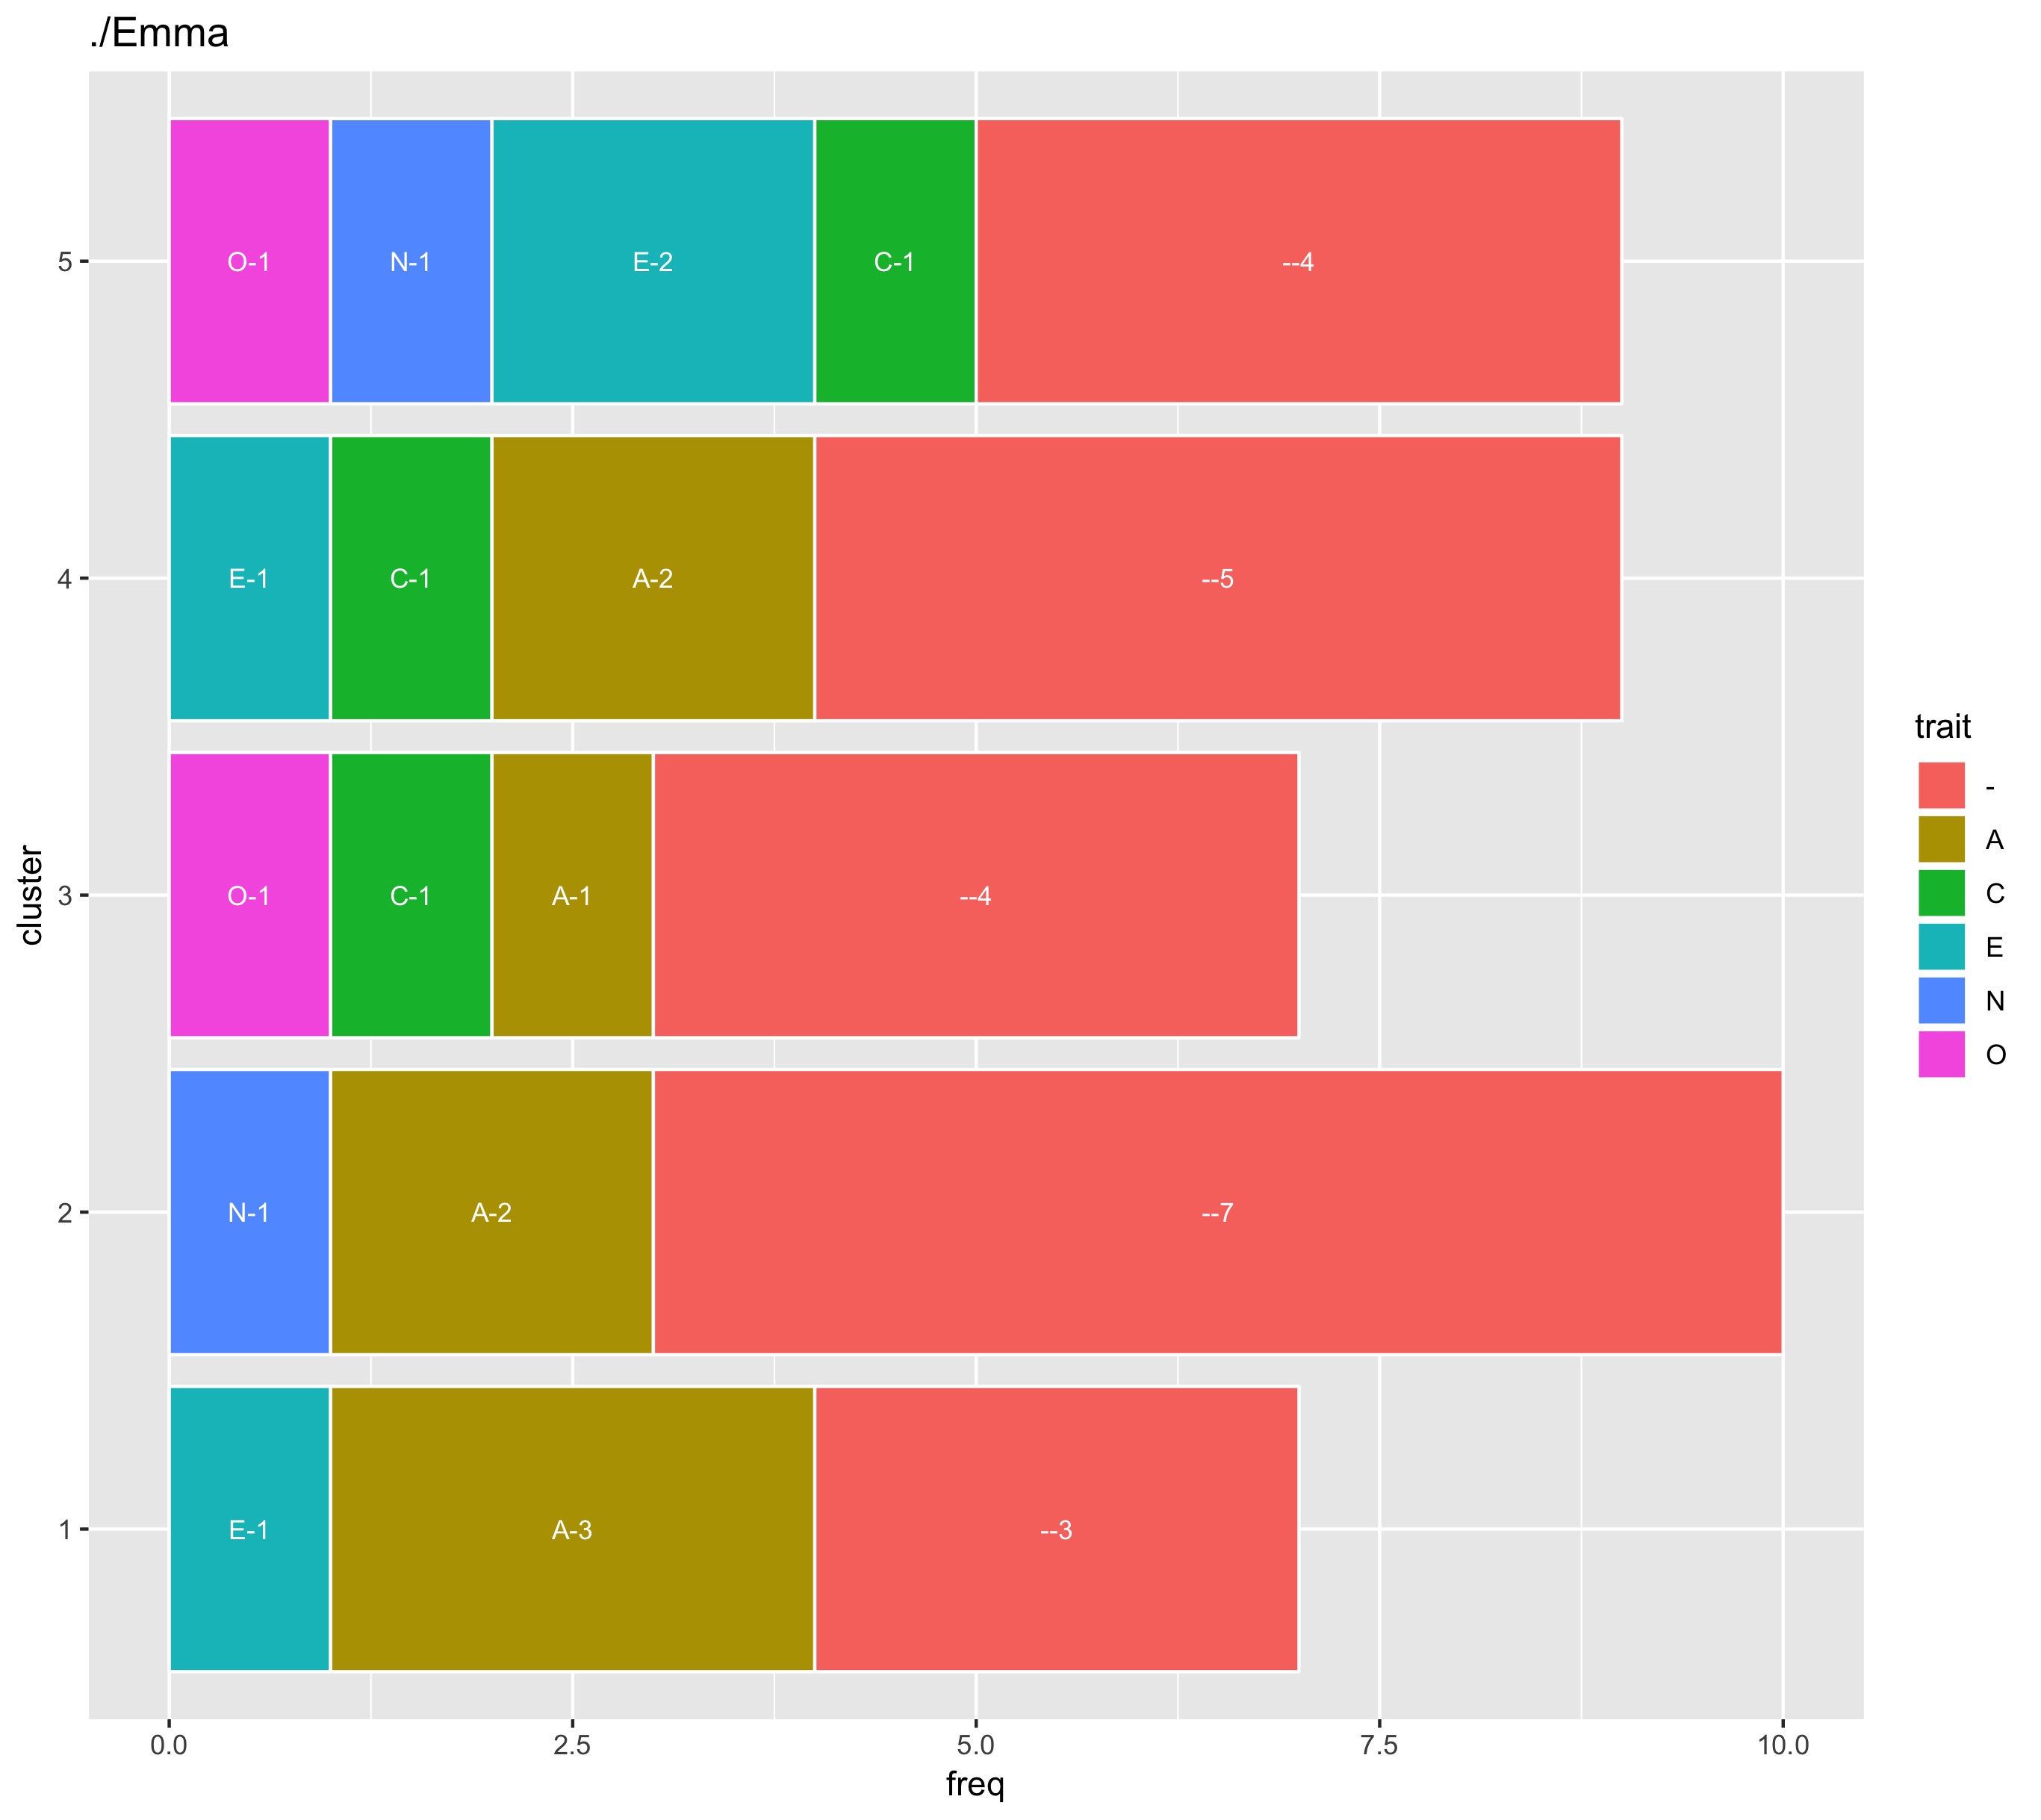 ./Emma
cluster
5
O-1
N-1
E-2
C-1
--4
4
E-1
C-1
A-2
--5
3
O-1
C-1
A-1
--4
2
N-1
A-2
--7
1
E-1
A-3
--3
0.0
2.5
5.0
7.5
10.0
freq
trait
-
A
C
E
N
O